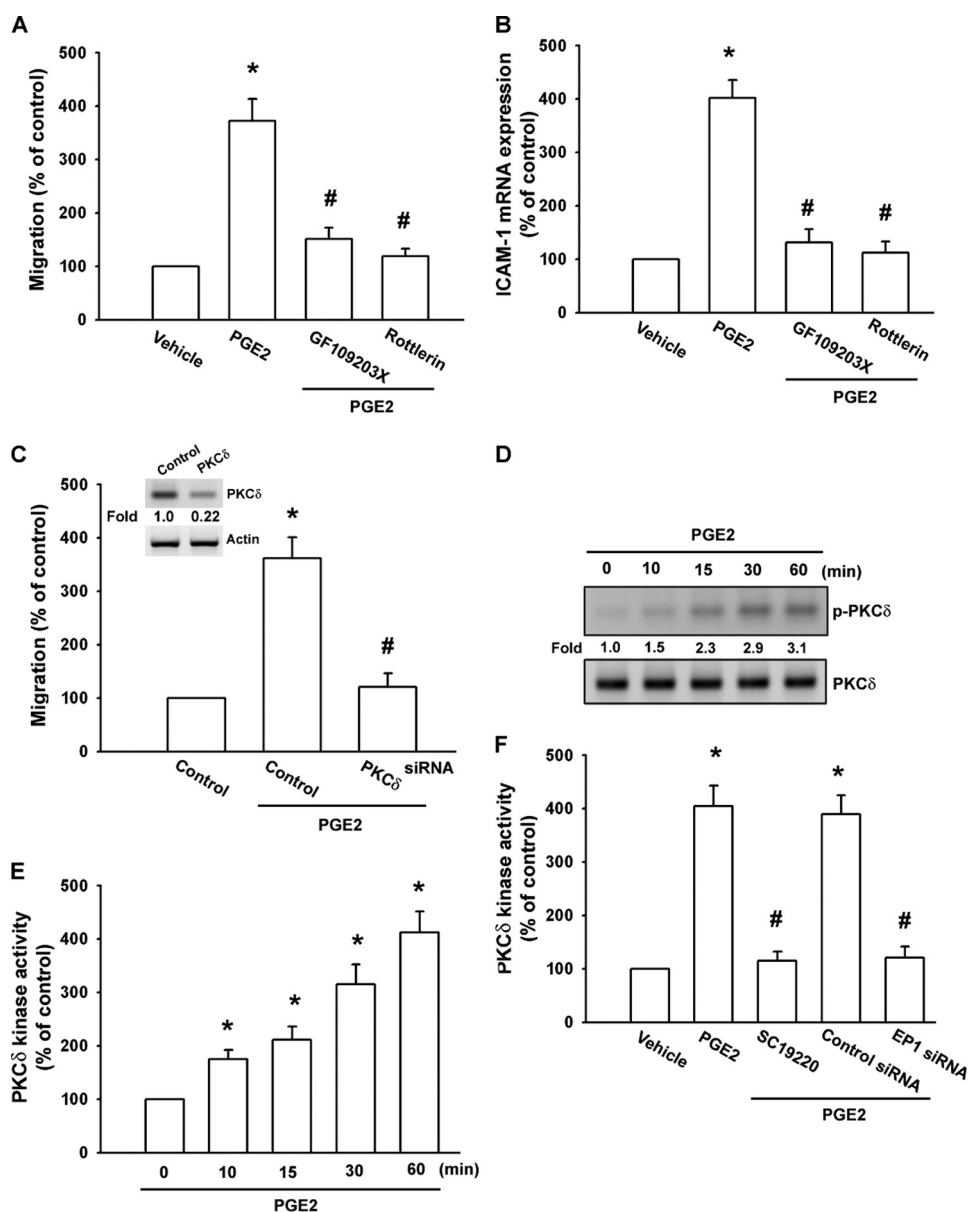 A
Migration (% of control)
500
400
300
200
100
0
*
#
#
Vehicle
PGE2
GF109203X
Rottlerin
PGE2
B
ICAM-1 mRNA expression
(% of control)
500
400
300
200
100
0
*
#
#
Vehicle
PGE2
GF109203X
Rottlerin
PGE2
C
Migration (% of control)
500
400
300
200
100
0
Control
PKCδ
PKCδ
Fold 1.0 0.22
Actin
*
#
Control
Control
PKCδ
siRNA
PGE2
D
PGE2
0 10 15 30 60 (min)
p-PKCδ
Fold 1.0 1.5 2.3 2.9 3.1
PKCδ
E
PKCδ kinase activity
(% of control)
500
400
300
200
100
0
*
*
*
*
0 10 15 30 60 (min)
PGE2
F
PKCδ kinase activity
(% of control)
500
400
300
200
100
0
*
#
*
#
Vehicle
PGE2
SC19220
Control siRNA
EP1 siRNA
PGE2